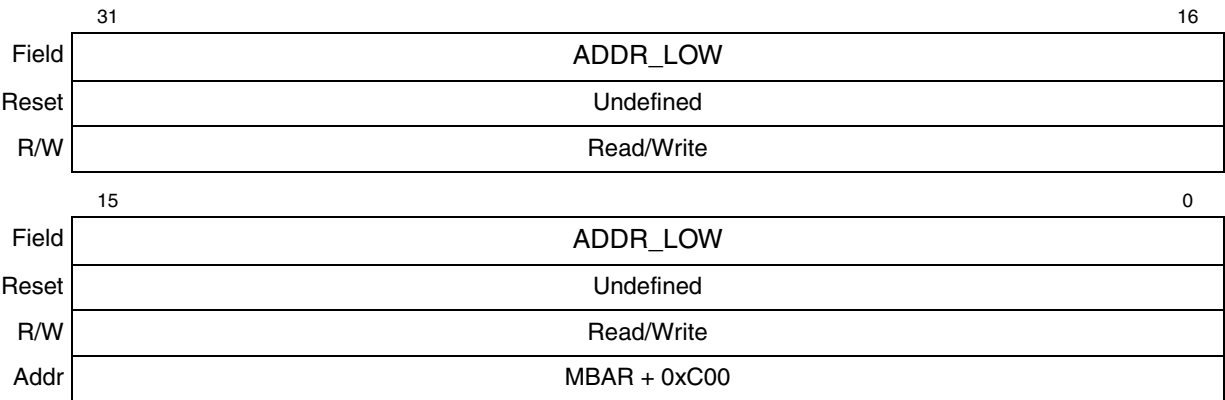 31 16
Field ADDR_LOW
Reset Undefined
R/W Read/Write
15 0
Field ADDR_LOW
Reset Undefined
R/W Read/Write
Addr MBAR + 0xC00